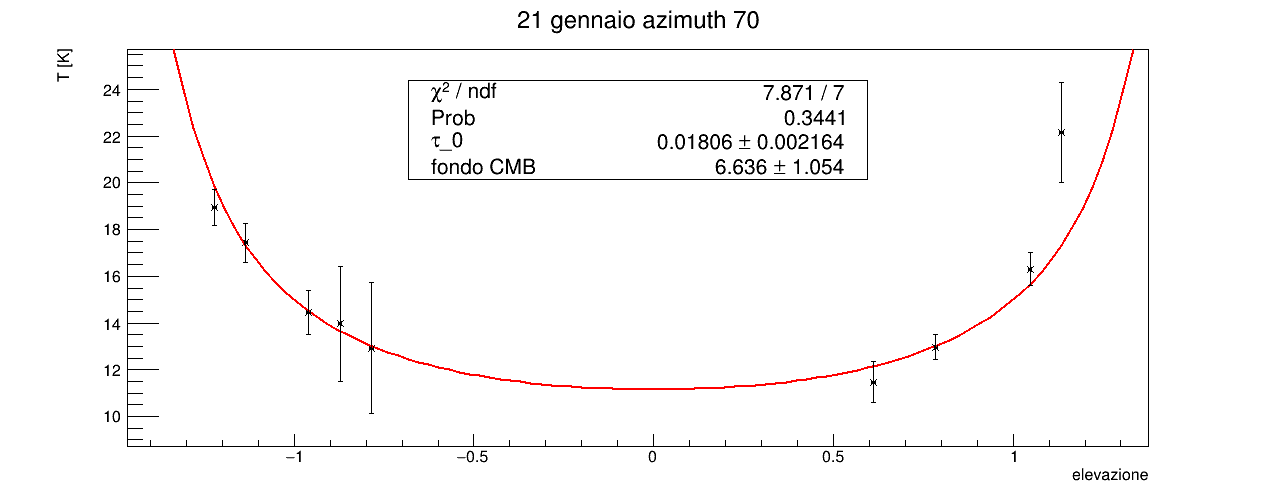 21 gennaio azimuth 70
T [K]
χ² / ndf 7.871 / 7
Prob 0.3441
τ_0 0.01806 ± 0.002164
fondo CMB 6.636 ± 1.054
24
22
20
18
16
14
12
10
−1 −0.5 0 0.5 1
elevazione